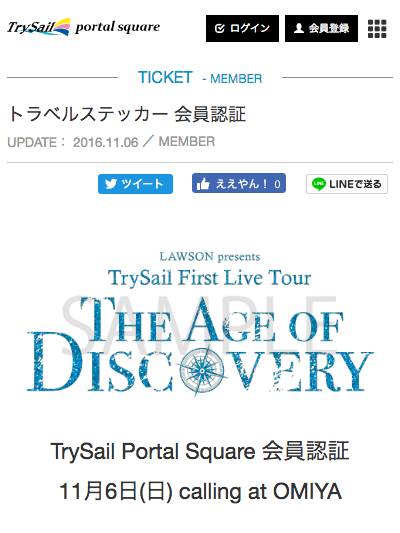 TrySail portal square
ログイン
会員登録
TICKET - MEMBER
トラベルステッカー 会員認証
UPDATE： 2016.11.06 ／ MEMBER
ツイート
ええやん！ 0
LINEで送る
LAWSON presents
TrySail First Live Tour
SAMPLE
THE AGE OF
DISCOVERY
TrySail Portal Square 会員認証
11月6日(日) calling at OMIYA